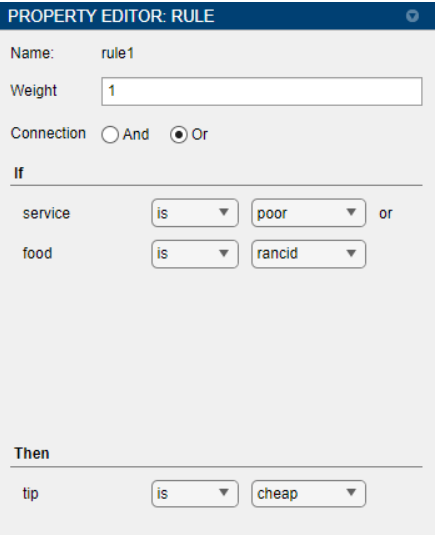 PROPERTY EDITOR: RULE
Name: rule1
Weight 1
Connection And Or
If
service is poor or
food is rancid
Then
tip is cheap